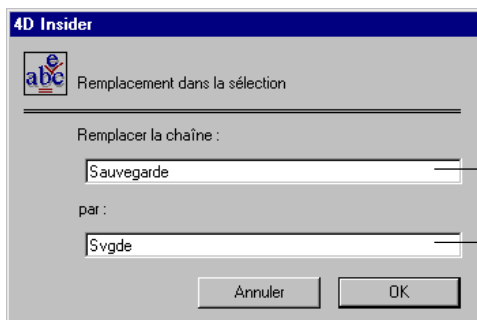 4D Insider
abc
e
Remplacement dans la sélection
Remplacer la chaîne :
Sauvegarde
par :
Svgde
Annuler
OK